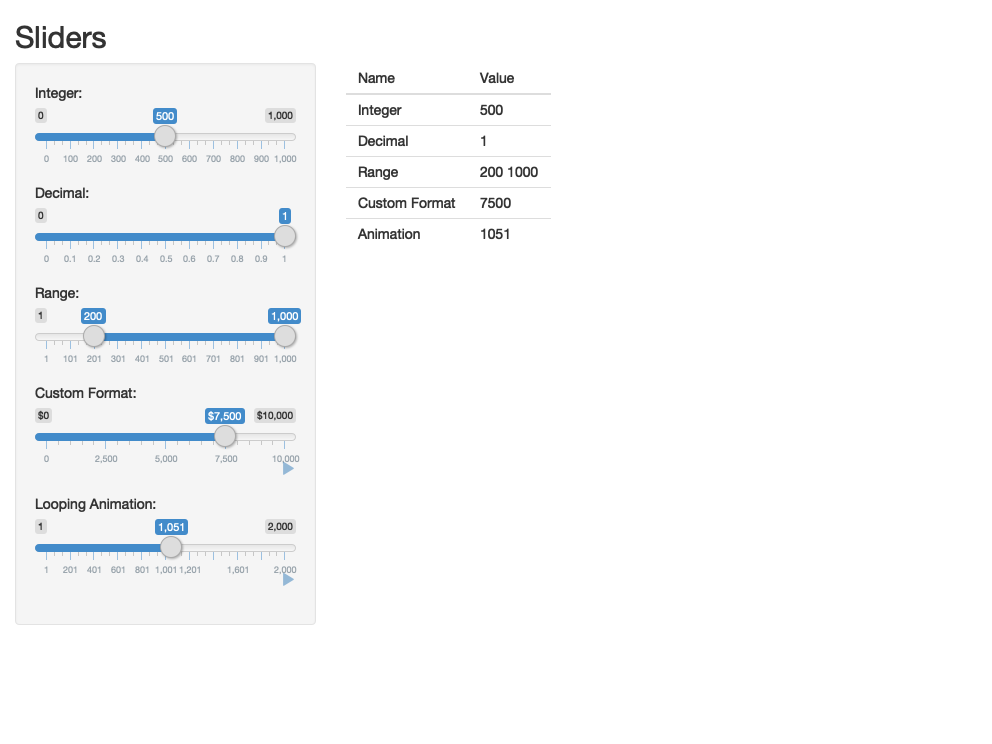 Sliders
Integer:
0 500 1,000
0 100 200 300 400 500 600 700 800 900 1,000
Decimal:
0 1
0 0.1 0.2 0.3 0.4 0.5 0.6 0.7 0.8 0.9 1
Range:
1 200 1,000
1 101 201 301 401 501 601 701 801 901 1,000
Custom Format:
$0 $7,500 $10,000
0 2,500 5,000 7,500 10,000
Looping Animation:
1 1,051 2,000
1 201 401 601 801 1,001 1,201 1,601 2,000
Name Value
Integer 500
Decimal 1
Range 200 1000
Custom Format 7500
Animation 1051